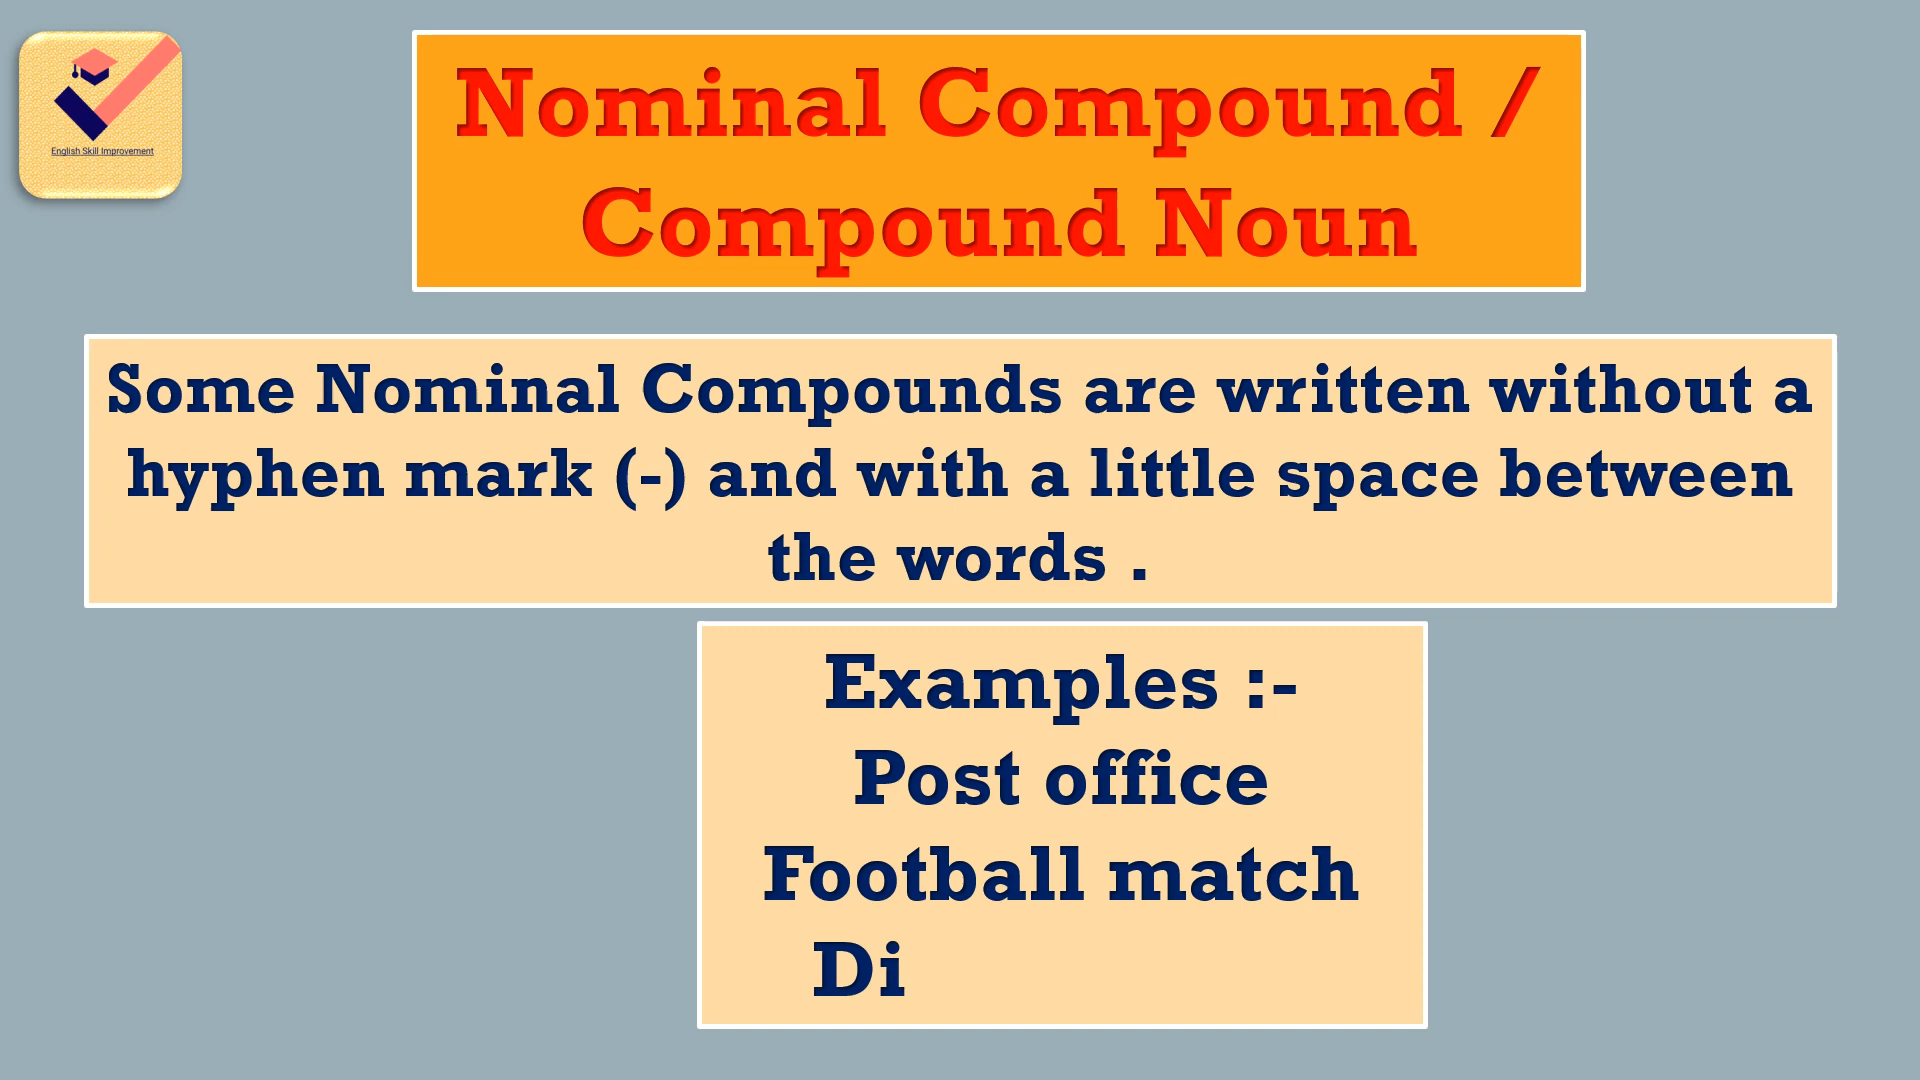 English Skill Improvement
Nominal Compound /
Compound Noun
Some Nominal Compounds are written without a
hyphen mark (-) and with a little space between
the words .
Examples :-
Post office
Football match
Di